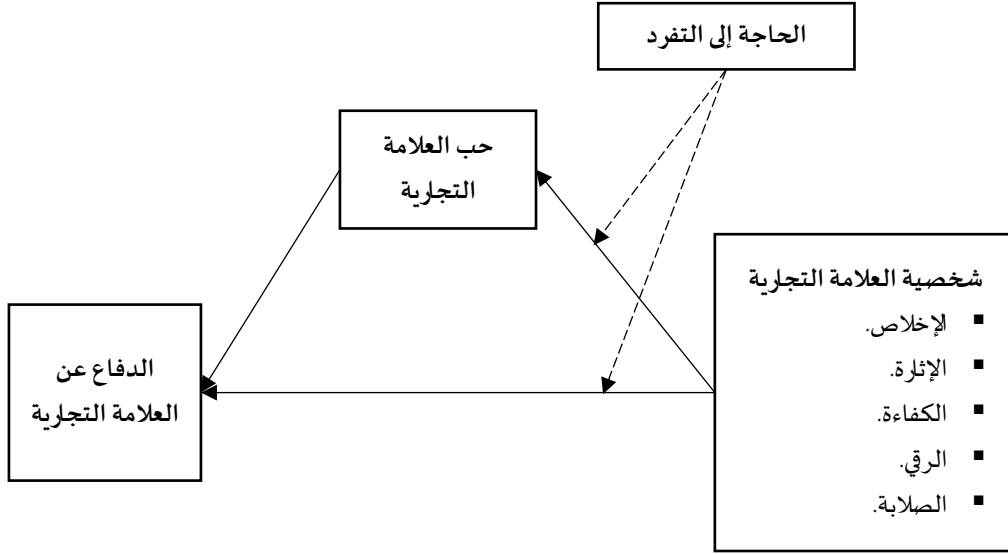 الحاجة إلى التفرد
حب العلامة
التجارية
شخصية العلامة التجارية
▪ الإخلاص.
▪ الإثارة.
▪ الكفاءة.
▪ الرقي.
▪ الصلابة.
الدفاع عن
العلامة التجارية